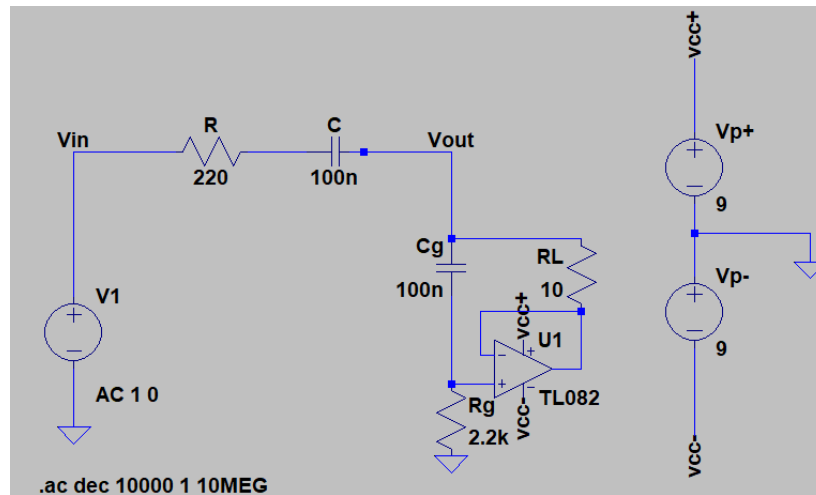 vcc+
Vin
R
C
Vout
Vp+
220
100n
9
Cg
RL
V1
100n
10
vcc+
U1
Vp-
9
AC 1 0
Rg
vcc-
TL082
2.2k
vcc-
.ac dec 10000 1 10MEG